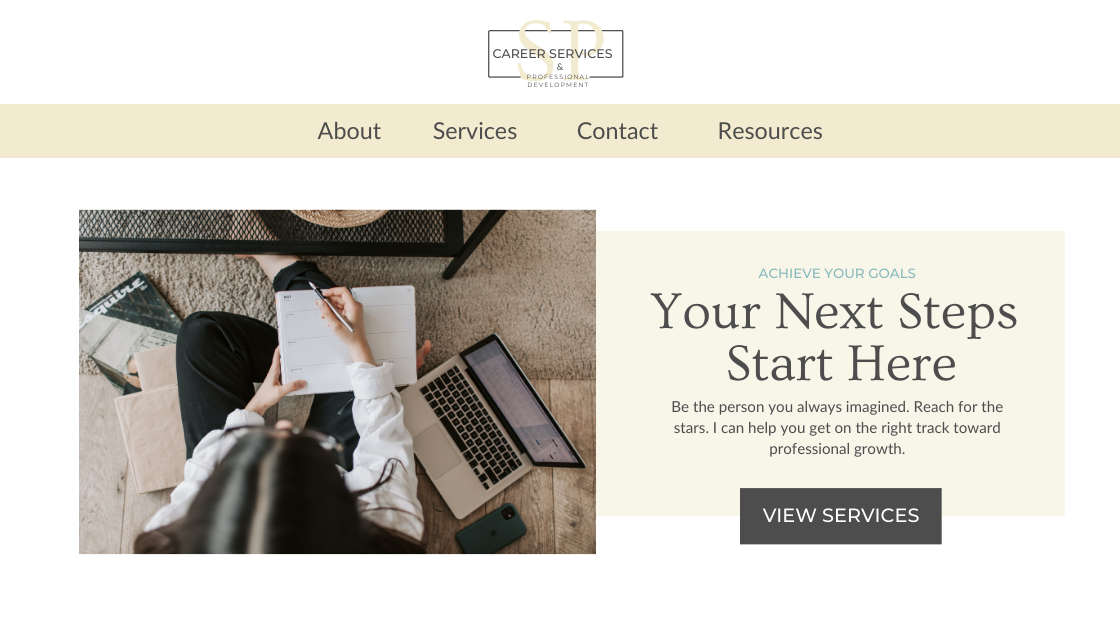 SP
CAREER SERVICES
&
PROFESSIONAL
DEVELOPMENT
About Services Contact Resources
ACHIEVE YOUR GOALS
Your Next Steps
Start Here
Be the person you always imagined. Reach for the
stars. I can help you get on the right track toward
professional growth.
VIEW SERVICES